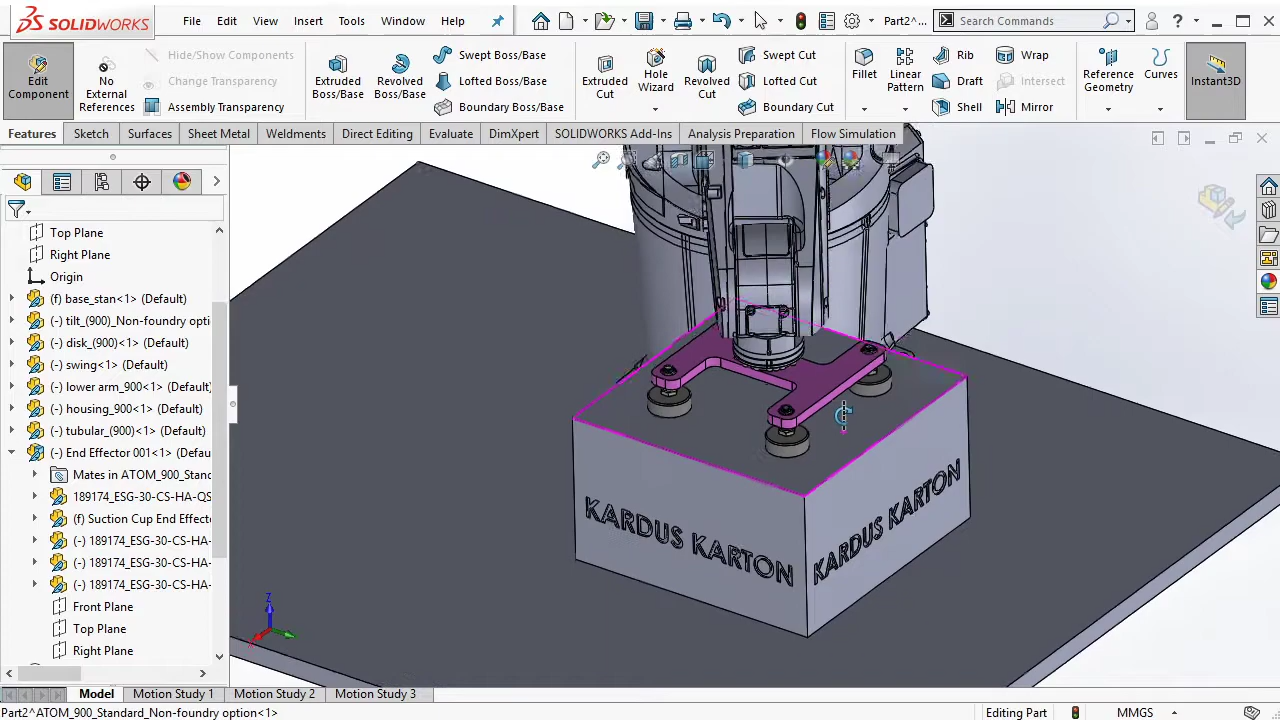 SOLIDWORKS File Edit View Insert Tools Window Help Part2^... Search Commands ?
Edit Component No External References Hide/Show Components Change Transparency Assembly Transparency Extruded Boss/Base Revolved Boss/Base Swept Boss/Base Lofted Boss/Base Boundary Boss/Base Extruded Cut Hole Wizard Revolved Cut Swept Cut Lofted Cut Boundary Cut Fillet Linear Pattern Rib Draft Shell Wrap Intersect Mirror Reference Geometry Curves Instant3D
Features Sketch Surfaces Sheet Metal Weldments Direct Editing Evaluate DimXpert SOLIDWORKS Add-Ins Analysis Preparation Flow Simulation
Top Plane
Right Plane
Origin
(f) base_stan<1> (Default)
(-) tilt_(900)_Non-foundry opti
(-) disk_(900)<1> (Default)
(-) swing<1> (Default)
(-) lower arm_900<1> (Default)
(-) housing_900<1> (Default)
(-) tubular_(900)<1> (Default)
(-) End Effector 001<1> (Defau
Mates in ATOM_900_Stand
189174_ESG-30-CS-HA-QS
(f) Suction Cup End Effecto
(-) 189174_ESG-30-CS-HA-
(-) 189174_ESG-30-CS-HA-
(-) 189174_ESG-30-CS-HA-
Front Plane
Top Plane
Right Plane
KARDUS KARTON
KARDUS KARTON
Z
Model Motion Study 1 Motion Study 2 Motion Study 3
Part2^ATOM_900_Standard_Non-foundry option<1> Editing Part MMGS